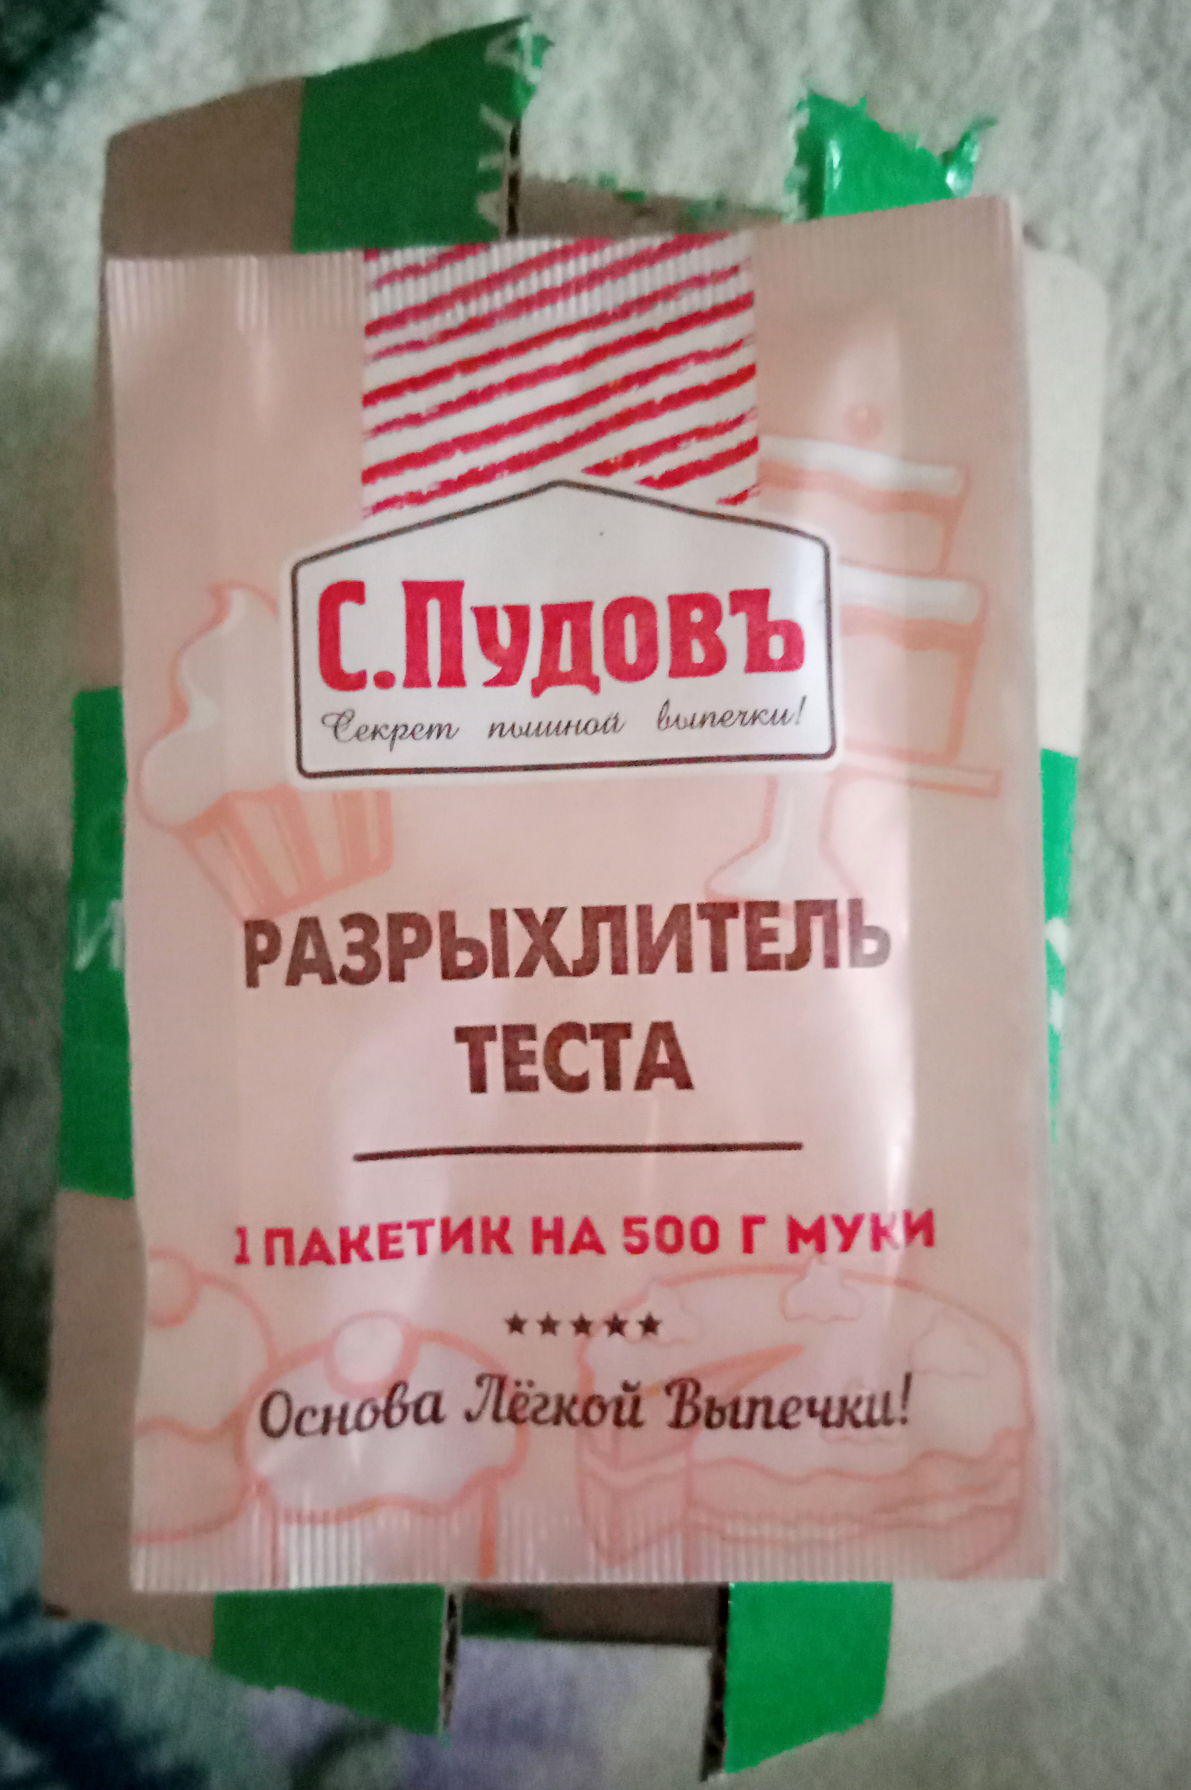 С.Пудовъ
Секрет пышной выпечки!
РАЗРЫХЛИТЕЛЬ
ТЕСТА
1 ПАКЕТИК НА 500 Г МУКИ
★★★★★
Основа Лёгкой Выпечки!